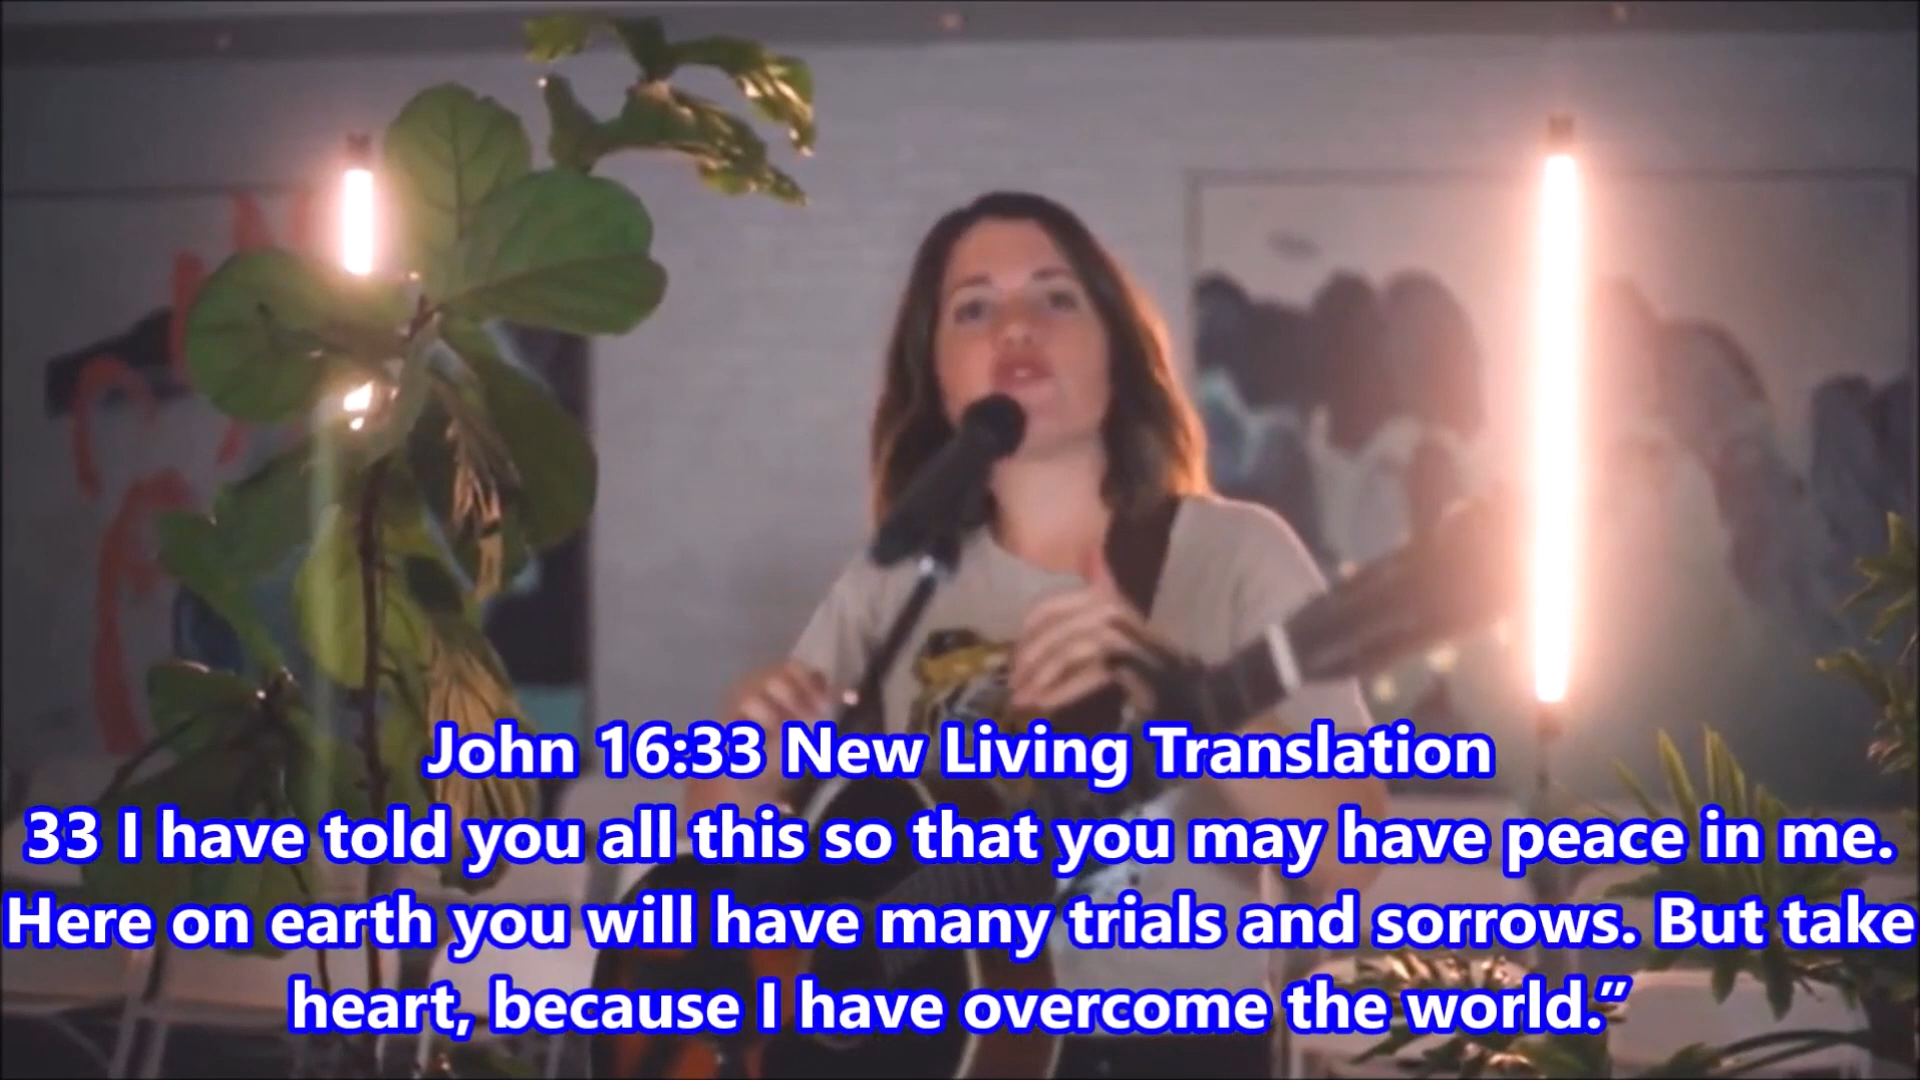 John 16:33 New Living Translation
33 I have told you all this so that you may have peace in me.
Here on earth you will have many trials and sorrows. But take
heart, because I have overcome the world.”